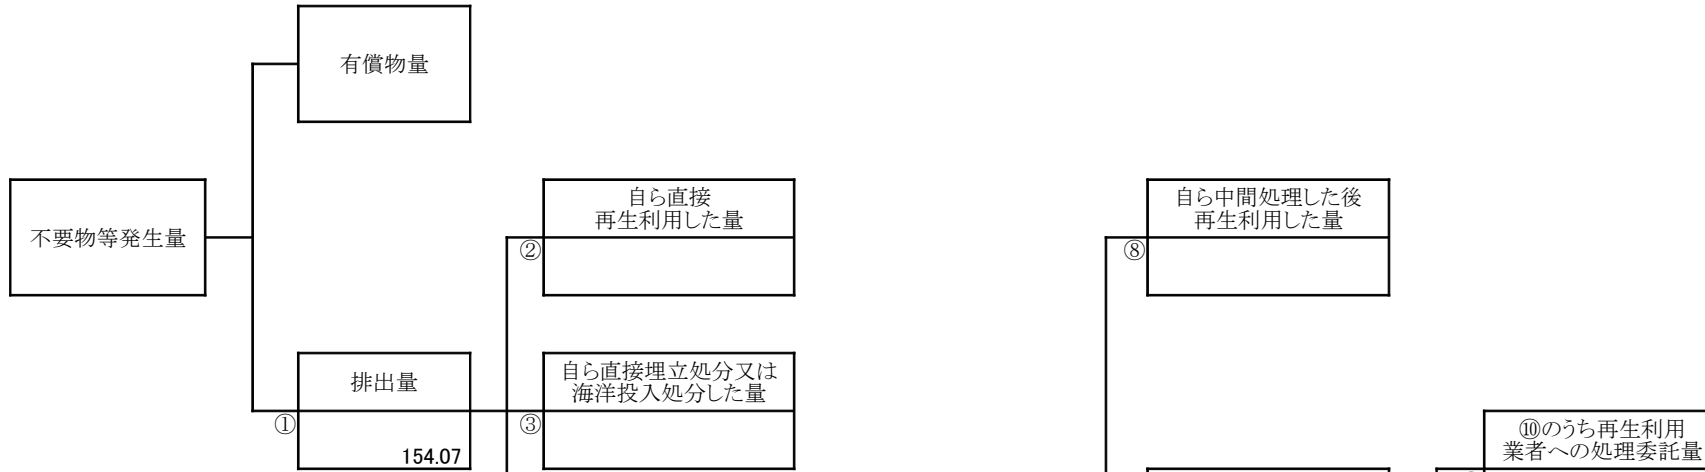 有償物量
不要物等発生量
自ら直接
再生利用した量
②
自ら中間処理した後
再生利用した量
⑧
排出量
①
154.07
自ら直接埋立処分又は
海洋投入処分した量
③
⑩のうち再生利用
業者への処理委託量